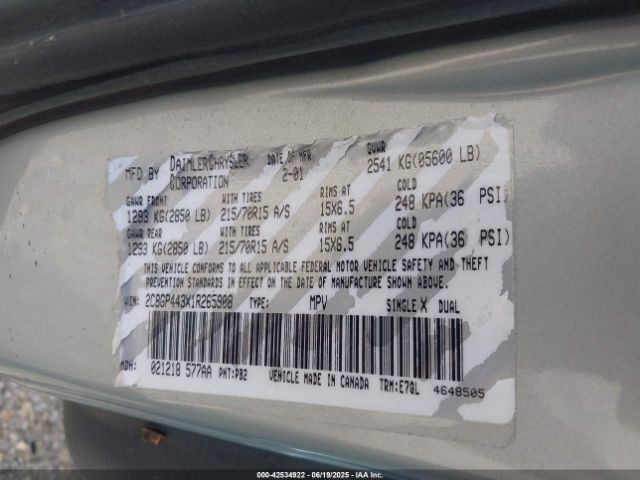 MFD BY DAIMLERCHRYSLER CORPORATION DATE OF MFR 2-01 GVWR 2541 KG(05600 LB)
GAWR FRONT WITH TIRES RIMS AT COLD
1293 KG(2850 LB) 215/70R15 A/S 15X6.5 248 KPA(36 PSI)
GAWR REAR WITH TIRES RIMS AT COLD
1293 KG(2850 LB) 215/70R15 A/S 15X6.5 248 KPA(36 PSI)
THIS VEHICLE CONFORMS TO ALL APPLICABLE FEDERAL MOTOR VEHICLE SAFETY AND THEFT
PREVENTION STANDARDS IN EFFECT ON THE DATE OF MANUFACTURE SHOWN ABOVE.
VIN: 2C8GP443X1R265908 TYPE: MPV SINGLE X DUAL
MDH: 021218 577AA PNT:PB2 VEHICLE MADE IN CANADA TRM:E7SL
4648505
000-42534922 | 06/19/2025 | IAA Inc.